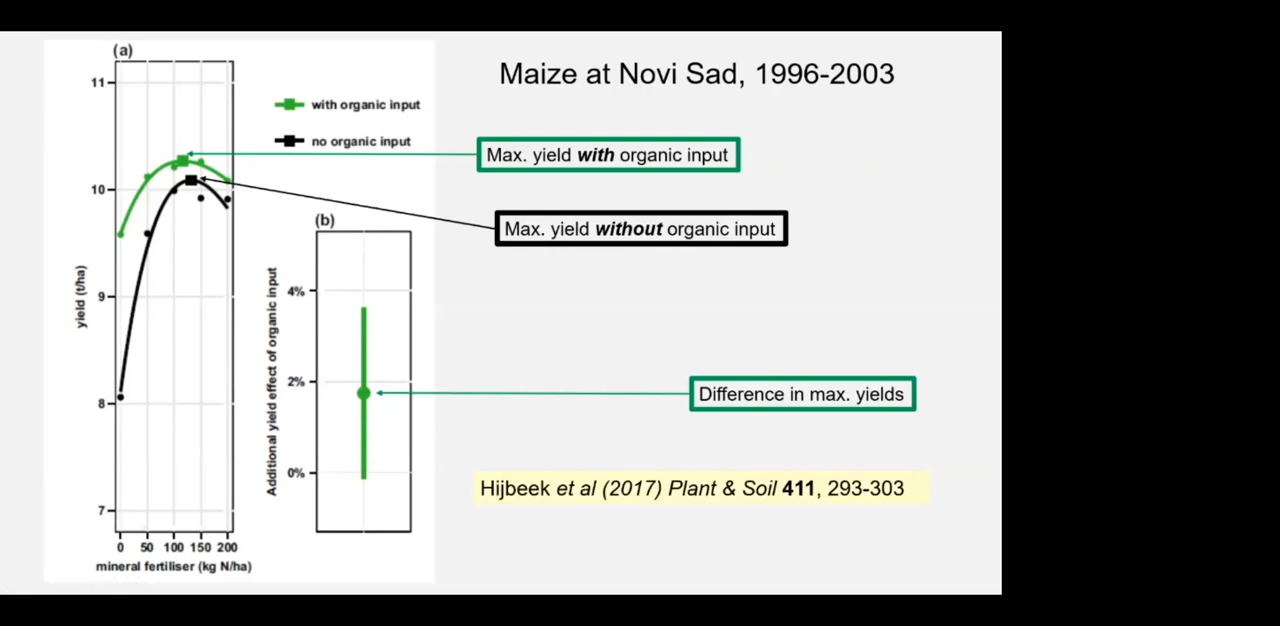 Maize at Novi Sad, 1996-2003
(a)
11
10
9
8
7
yield (t/ha)
0 50 100 150 200
mineral fertiliser (kg N/ha)
with organic input
no organic input
Max. yield with organic input
Max. yield without organic input
(b)
4%
2%
0%
Additional yield effect of organic input
Difference in max. yields
Hijbeek et al (2017) Plant & Soil 411, 293-303